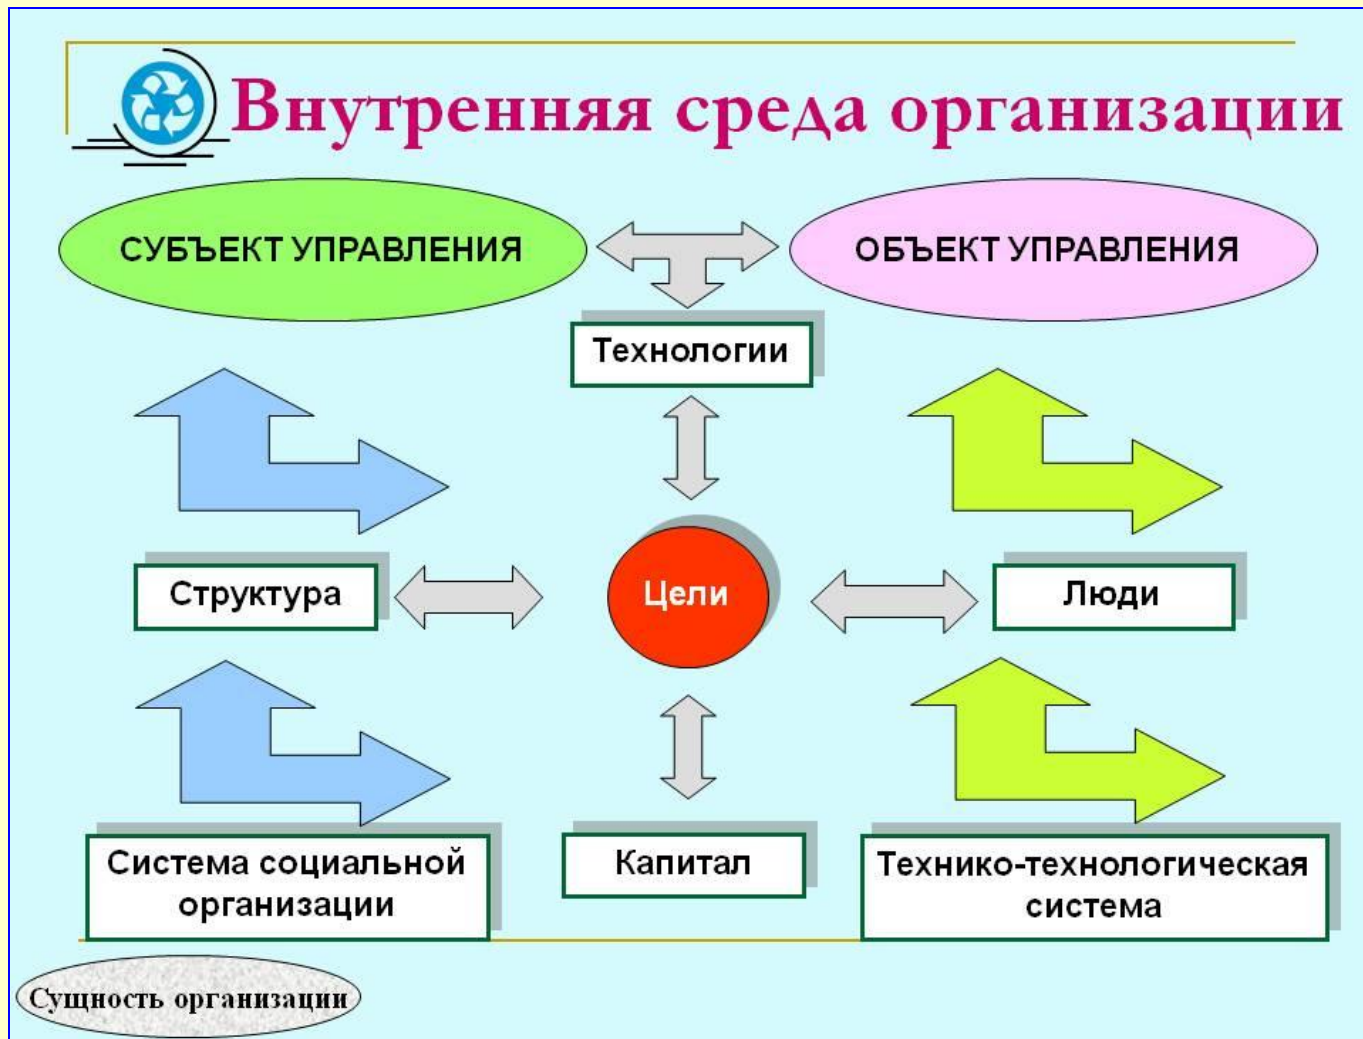 Внутренняя среда организации
СУБЪЕКТ УПРАВЛЕНИЯ
ОБЪЕКТ УПРАВЛЕНИЯ
Технологии
Структура
Цели
Люди
Система социальной
организации
Капитал
Технико-технологическая
система
Сущность организации